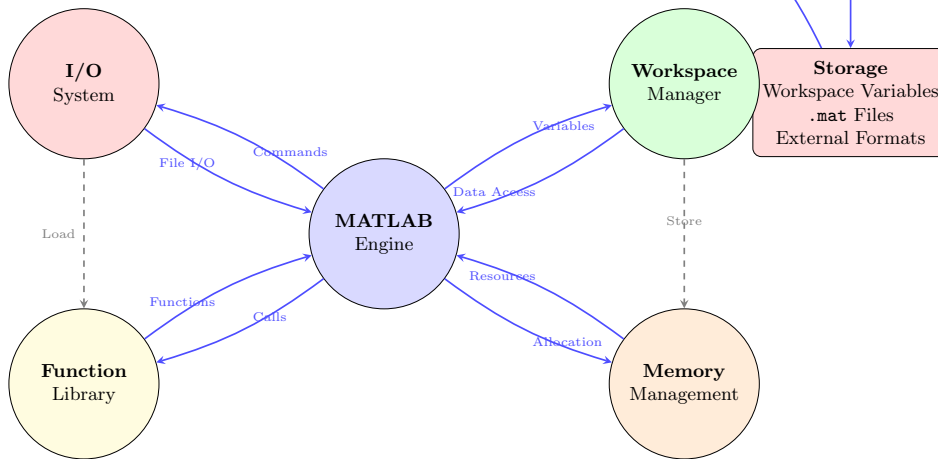 I/O
System
Workspace
Manager
Storage
Workspace Variables
.mat Files
External Formats
Variables
Commands
File I/O
Data Access
MATLAB
Engine
Load
Store
Resources
Functions
Calls
Allocation
Function
Library
Memory
Management